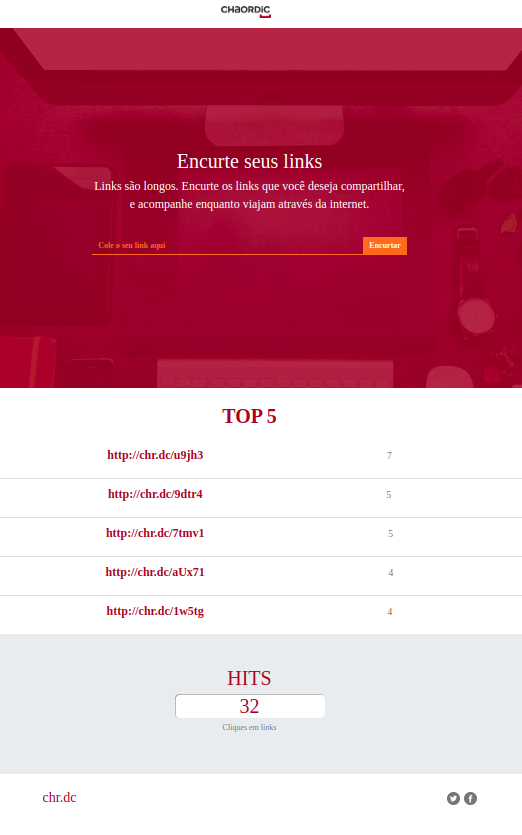 CHAORDIC
Encurte seus links
Links são longos. Encurte os links que você deseja compartilhar,
e acompanhe enquanto viajam através da internet.
Cole o seu link aqui
Encurtar
TOP 5
http://chr.dc/u9jh3 7
http://chr.dc/9dtr4 5
http://chr.dc/7tmv1 5
http://chr.dc/aUx71 4
http://chr.dc/1w5tg 4
HITS
32
Cliques em links
chr.dc